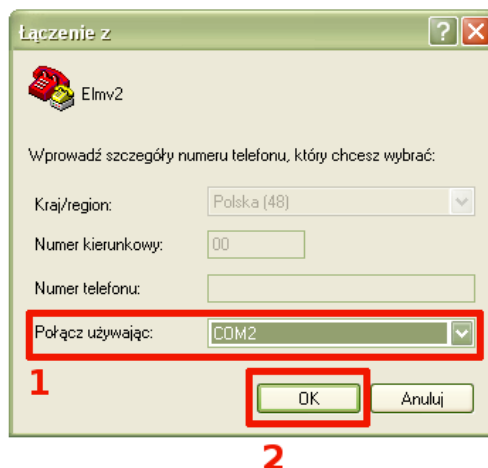 Łączenie z
Elmv2
Wprowadź szczegóły numeru telefonu, który chcesz wybrać:
Kraj/region: Polska (48)
Numer kierunkowy: 00
Numer telefonu:
Połącz używając: COM2
1
OK Anuluj
2